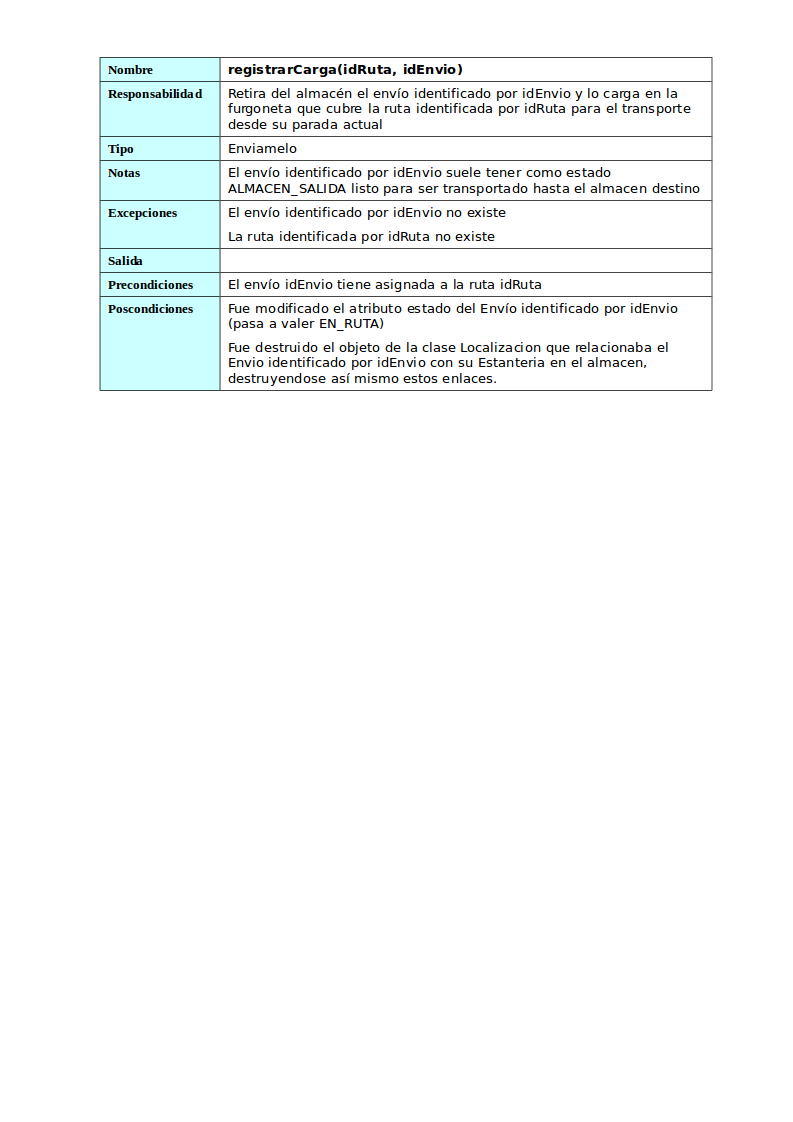 Nombre
registrarCarga(idRuta, idEnvio)
Responsabilidad
Retira del almacén el envío identificado por idEnvio y lo carga en la
furgoneta que cubre la ruta identificada por idRuta para el transporte
desde su parada actual
Tipo
Enviamelo
Notas
El envío identificado por idEnvio suele tener como estado
ALMACEN_SALIDA listo para ser transportado hasta el almacen destino
Excepciones
El envío identificado por idEnvio no existe
La ruta identificada por idRuta no existe
Salida
Precondiciones
El envío idEnvio tiene asignada a la ruta idRuta
Poscondiciones
Fue modificado el atributo estado del Envío identificado por idEnvio
(pasa a valer EN_RUTA)
Fue destruido el objeto de la clase Localizacion que relacionaba el
Envio identificado por idEnvio con su Estanteria en el almacen,
destruyendose así mismo estos enlaces.